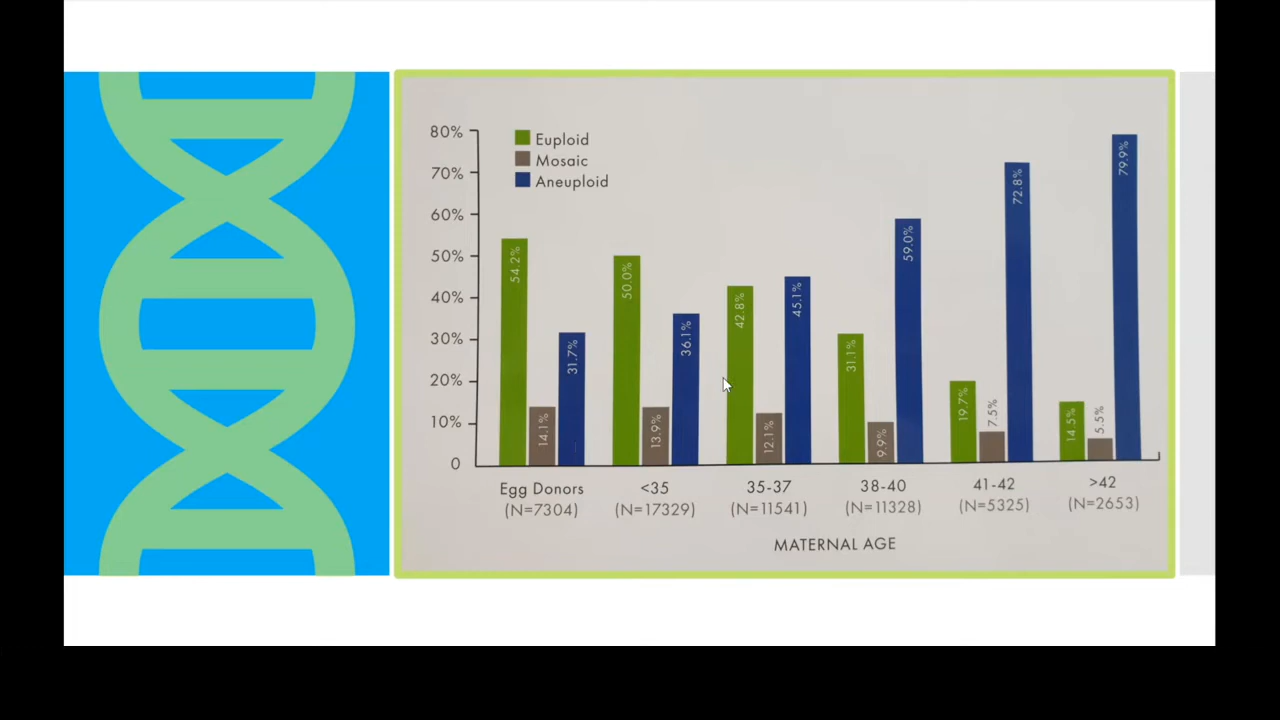 80%
70%
60%
50%
40%
30%
20%
10%
0
Euploid
Mosaic
Aneuploid
54.2%
14.1%
31.7%
50.0%
13.9%
36.1%
42.8%
12.1%
45.1%
31.1%
9.9%
59.0%
19.7%
7.5%
72.8%
14.5%
5.5%
79.9%
Egg Donors
(N=7304)
<35
(N=17329)
35-37
(N=11541)
38-40
(N=11328)
41-42
(N=5325)
>42
(N=2653)
MATERNAL AGE